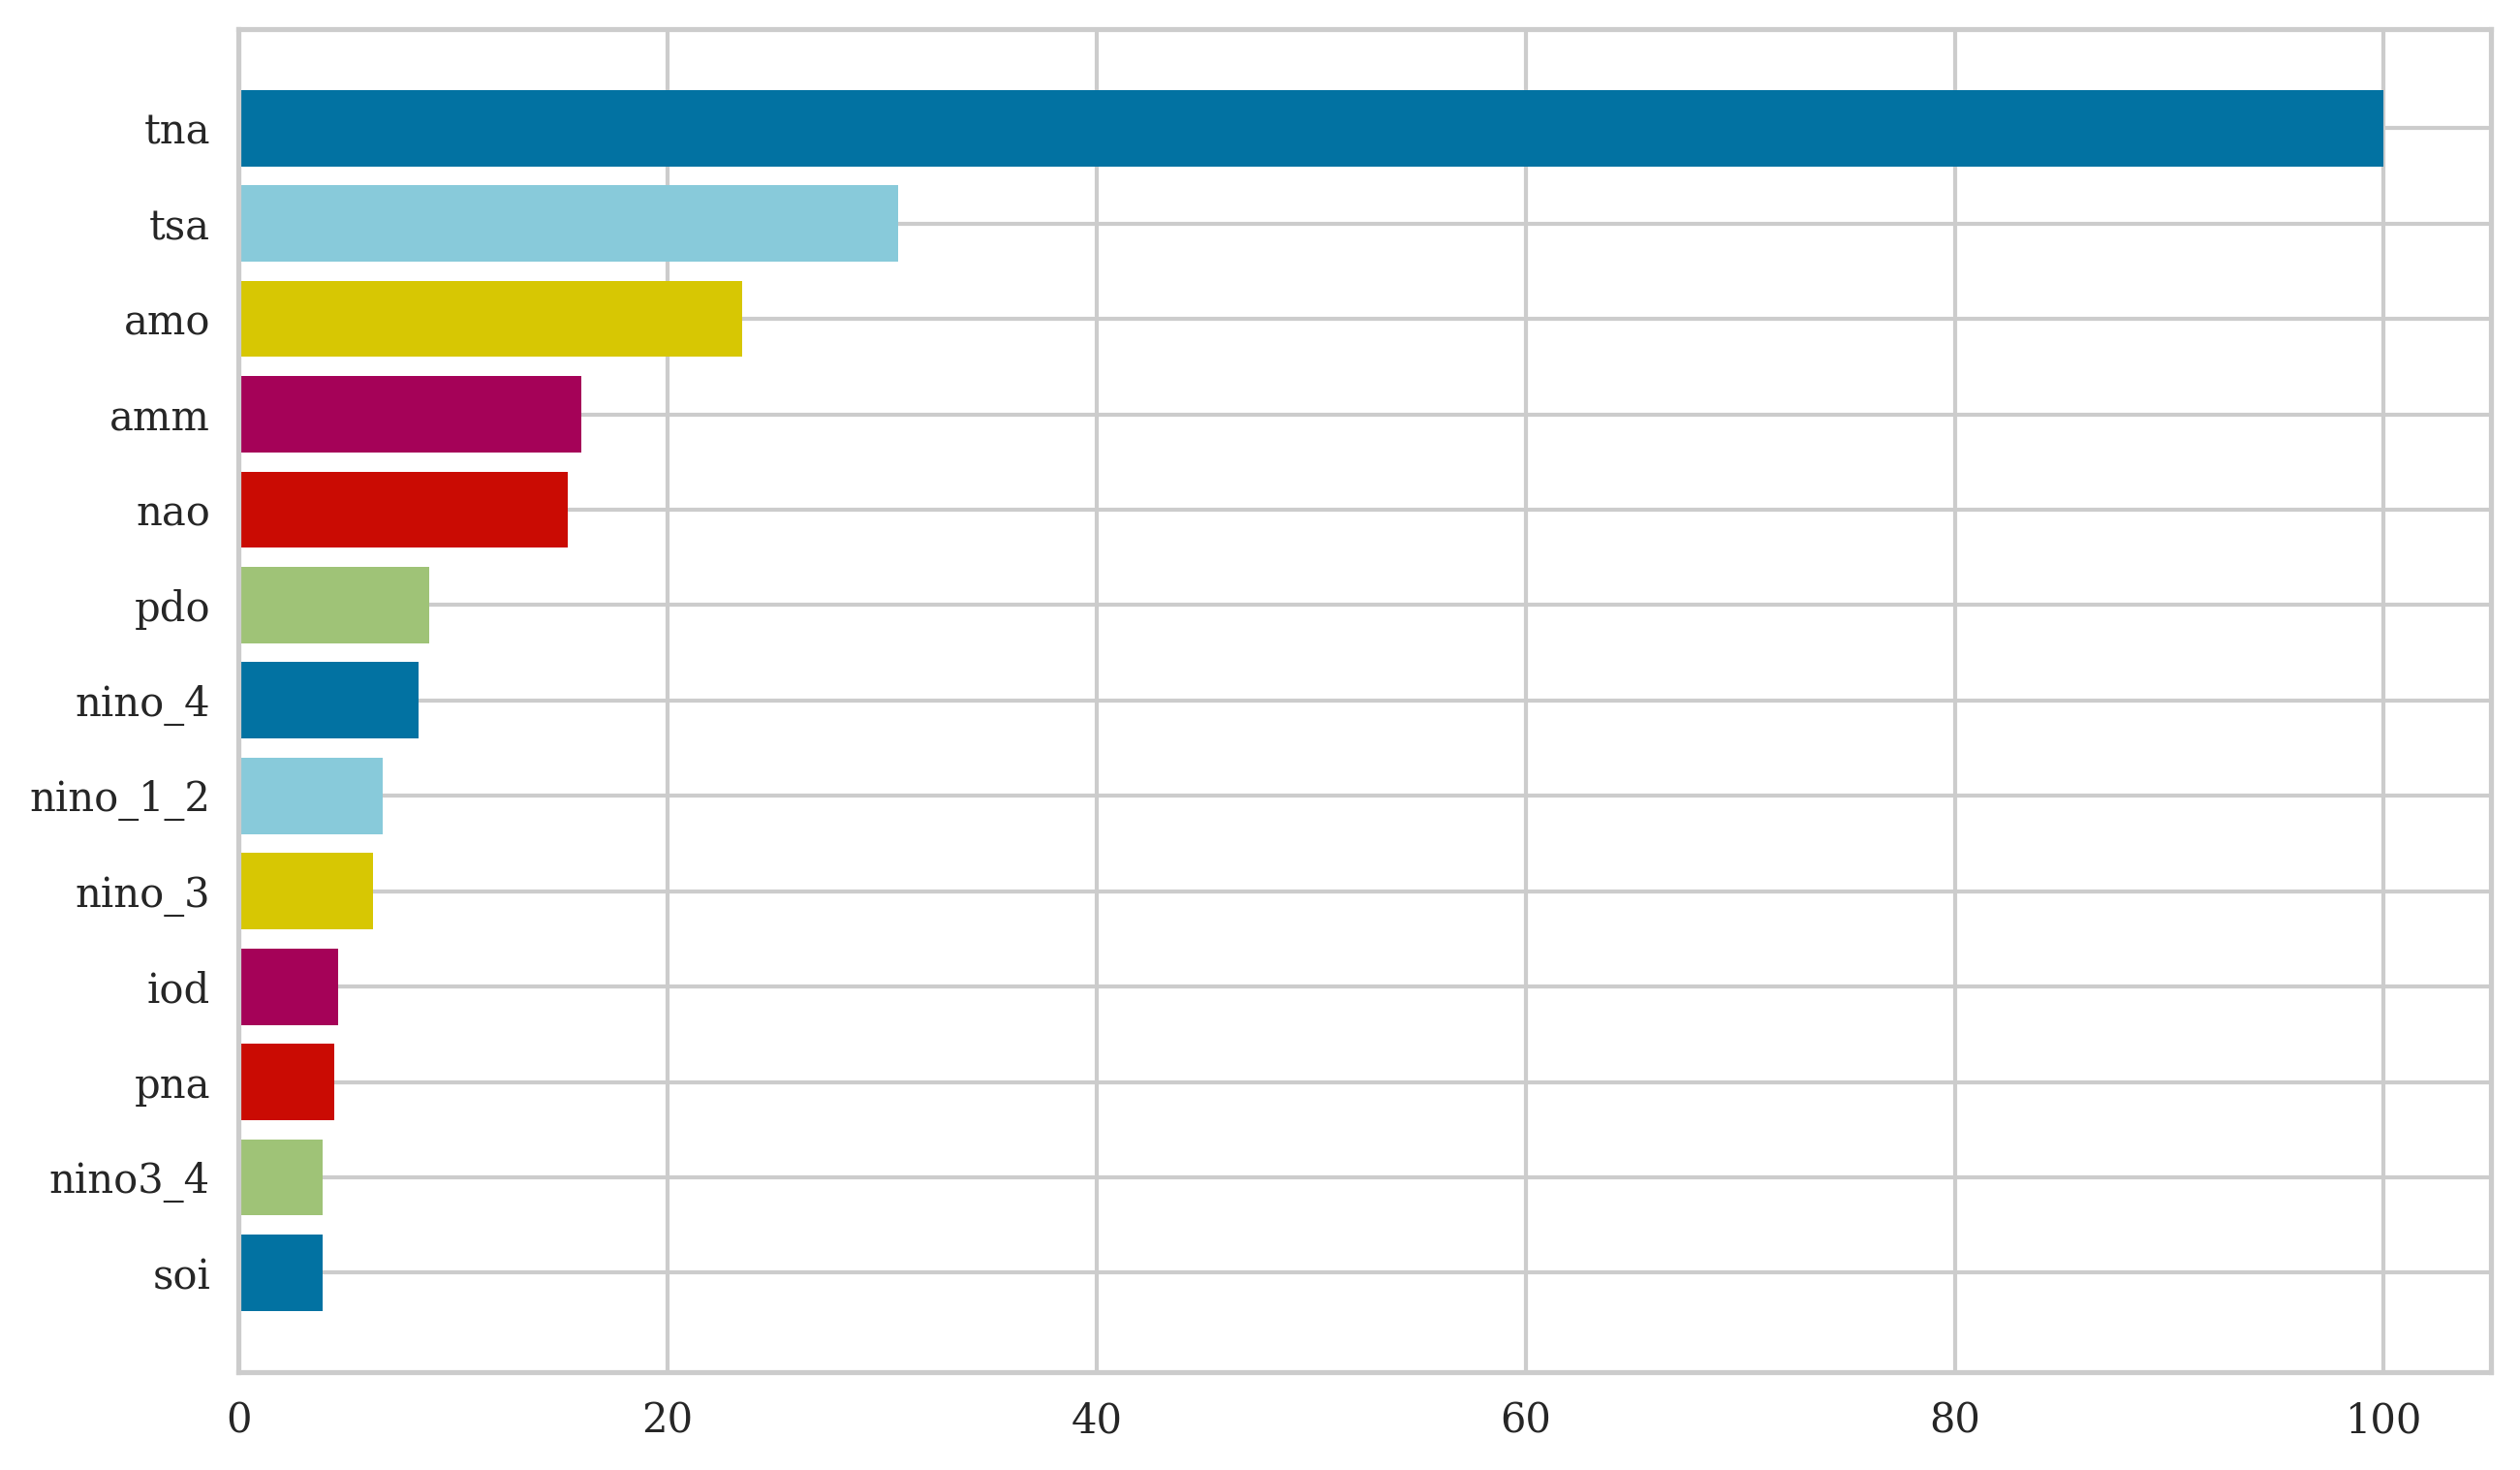 tna
tsa
amo
amm
nao
pdo
nino_4
nino_1_2
nino_3
iod
pna
nino3_4
soi
0 20 40 60 80 100